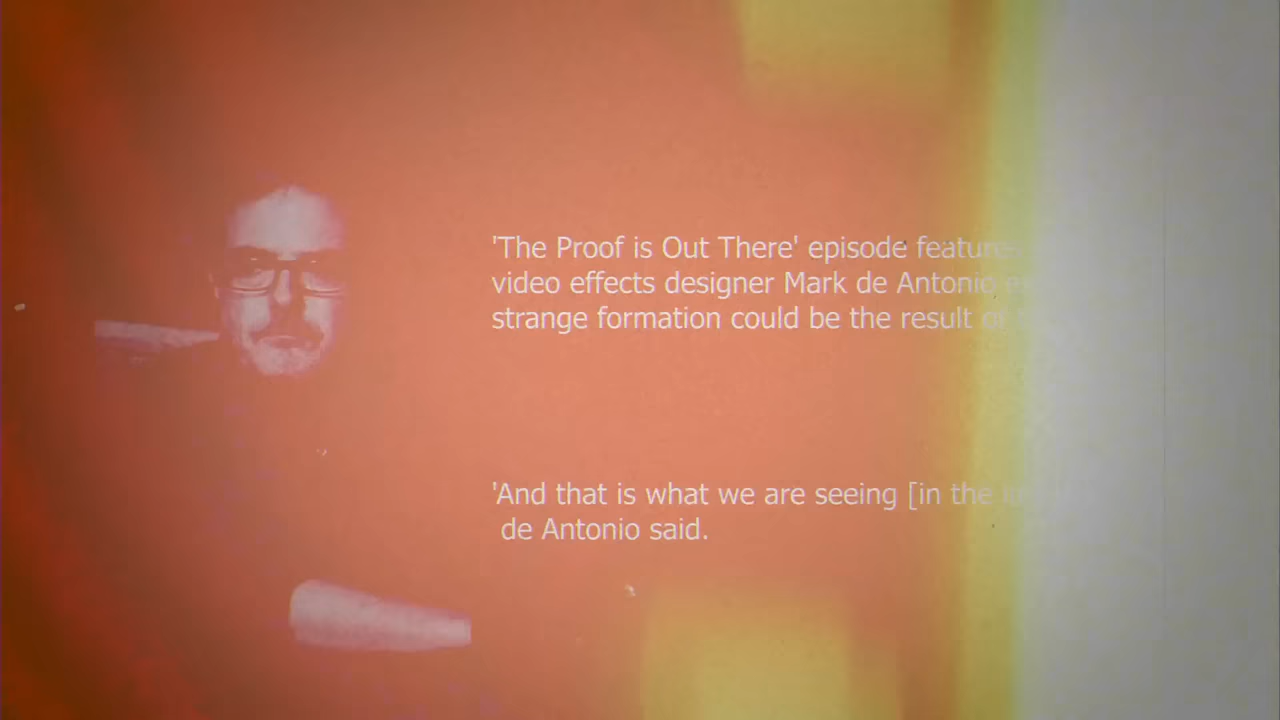 'The Proof is Out There' episode
video effects designer Mark de Antonio
strange formation could be the result
'And that is what we are seeing [in the
de Antonio said.